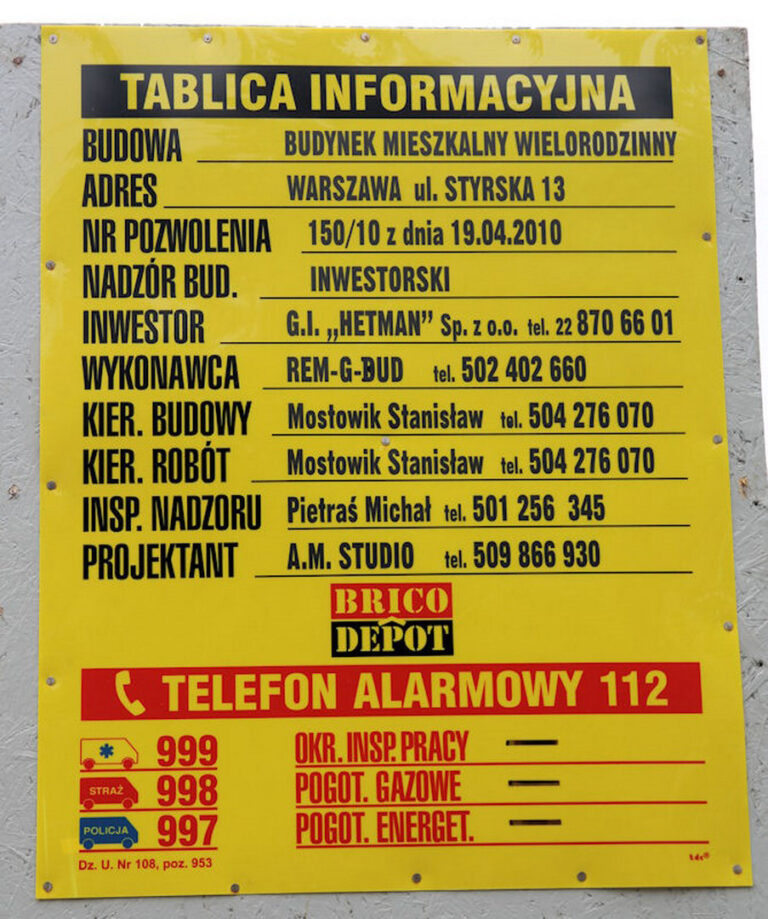 TABLICA INFORMACYJNA
BUDOWA BUDYNEK MIESZKALNY WIELORODZINNY
ADRES WARSZAWA ul. STYRSKA 13
NR POZWOLENIA 150/10 z dnia 19.04.2010
NADZÓR BUD. INWESTORSKI
INWESTOR G.I. „HETMAN” Sp. z o.o. tel. 22 870 66 01
WYKONAWCA REM-G-BUD tel. 502 402 660
KIER. BUDOWY Mostowik Stanisław tel. 504 276 070
KIER. ROBÓT Mostowik Stanisław tel. 504 276 070
INSP. NADZORU Pietraś Michał tel. 501 256 345
PROJEKTANT A.M. STUDIO tel. 509 866 930
BRICO
DEPÔT
TELEFON ALARMOWY 112
999 OKR. INSP. PRACY —
STRAŻ 998 POGOT. GAZOWE —
POLICJA 997 POGOT. ENERGET. —
Dz. U. Nr 108, poz. 953